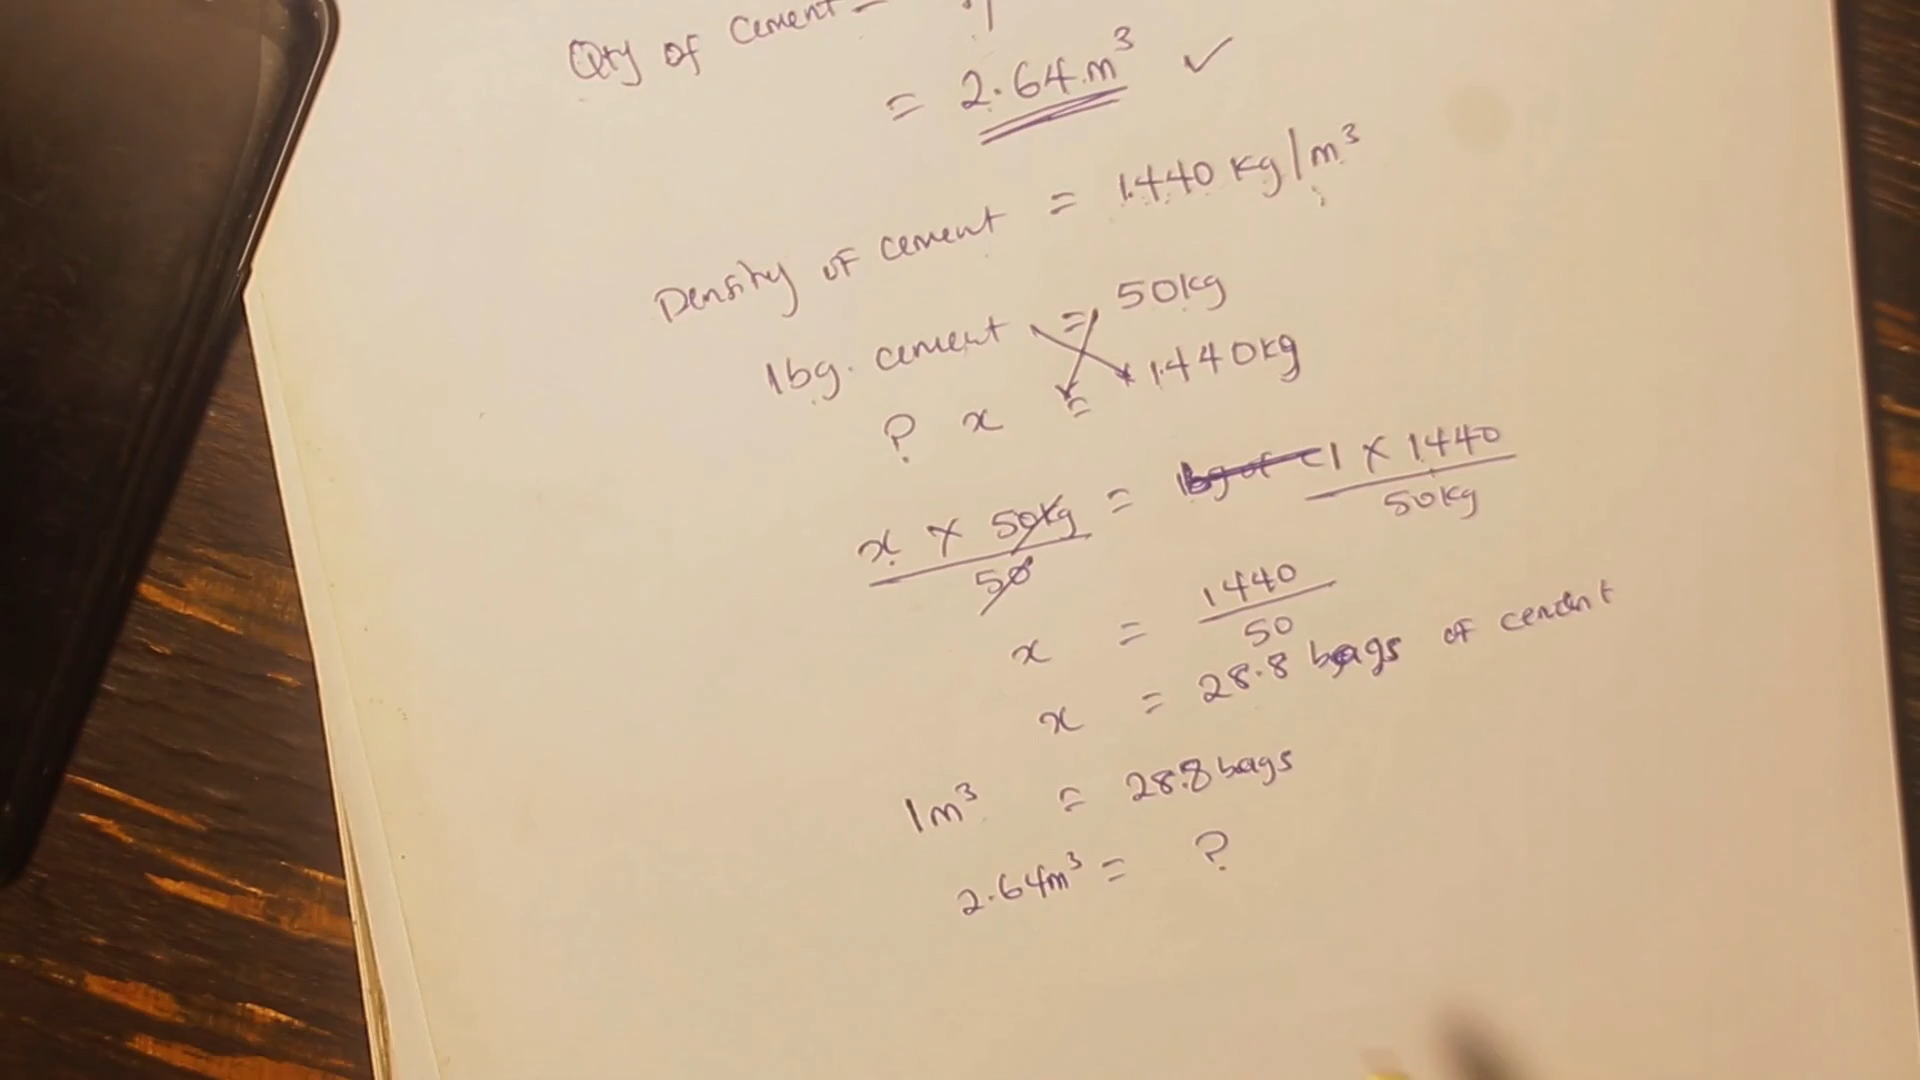 Qty of Cement =
= 2.64 m³ ✓
Density of cement = 1440 kg/m³
1bg. cement = 50kg
? x = 1440kg
x × 50kg = 1 × 1440
50 50kg
x = 1440
50
x = 28.8 bags of cement
1m³ = 28.8 bags
2.64m³ = ?